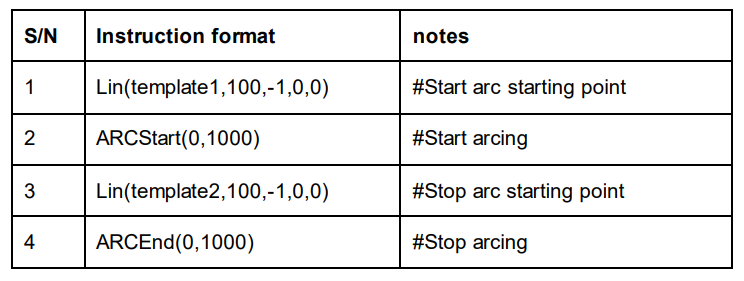 S/N Instruction format notes
1 Lin(template1,100,-1,0,0) #Start arc starting point
2 ARCStart(0,1000) #Start arcing
3 Lin(template2,100,-1,0,0) #Stop arc starting point
4 ARCEnd(0,1000) #Stop arcing